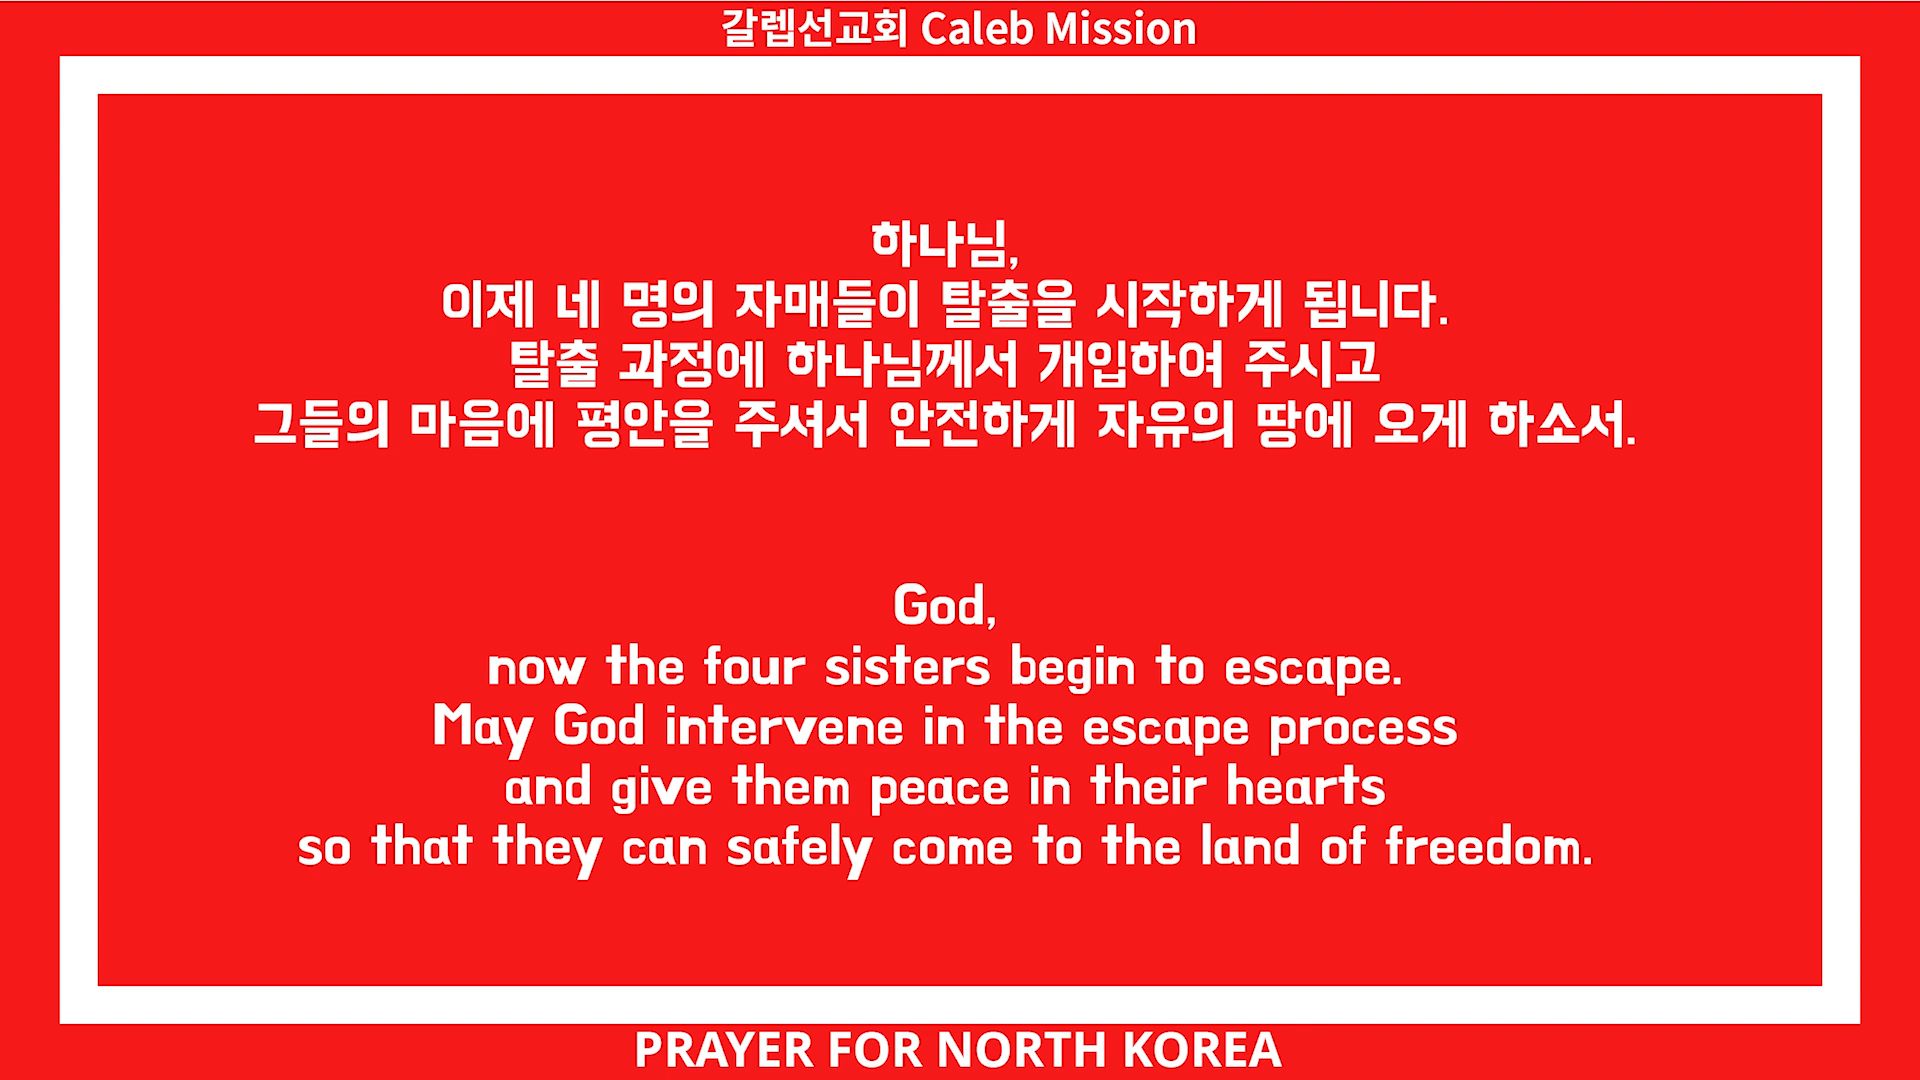 갈렙선교회 Caleb Mission
하나님,
이제 네 명의 자매들이 탈출을 시작하게 됩니다.
탈출 과정에 하나님께서 개입하여 주시고
그들의 마음에 평안을 주셔서 안전하게 자유의 땅에 오게 하소서.
God,
now the four sisters begin to escape.
May God intervene in the escape process
and give them peace in their hearts
so that they can safely come to the land of freedom.
PRAYER FOR NORTH KOREA